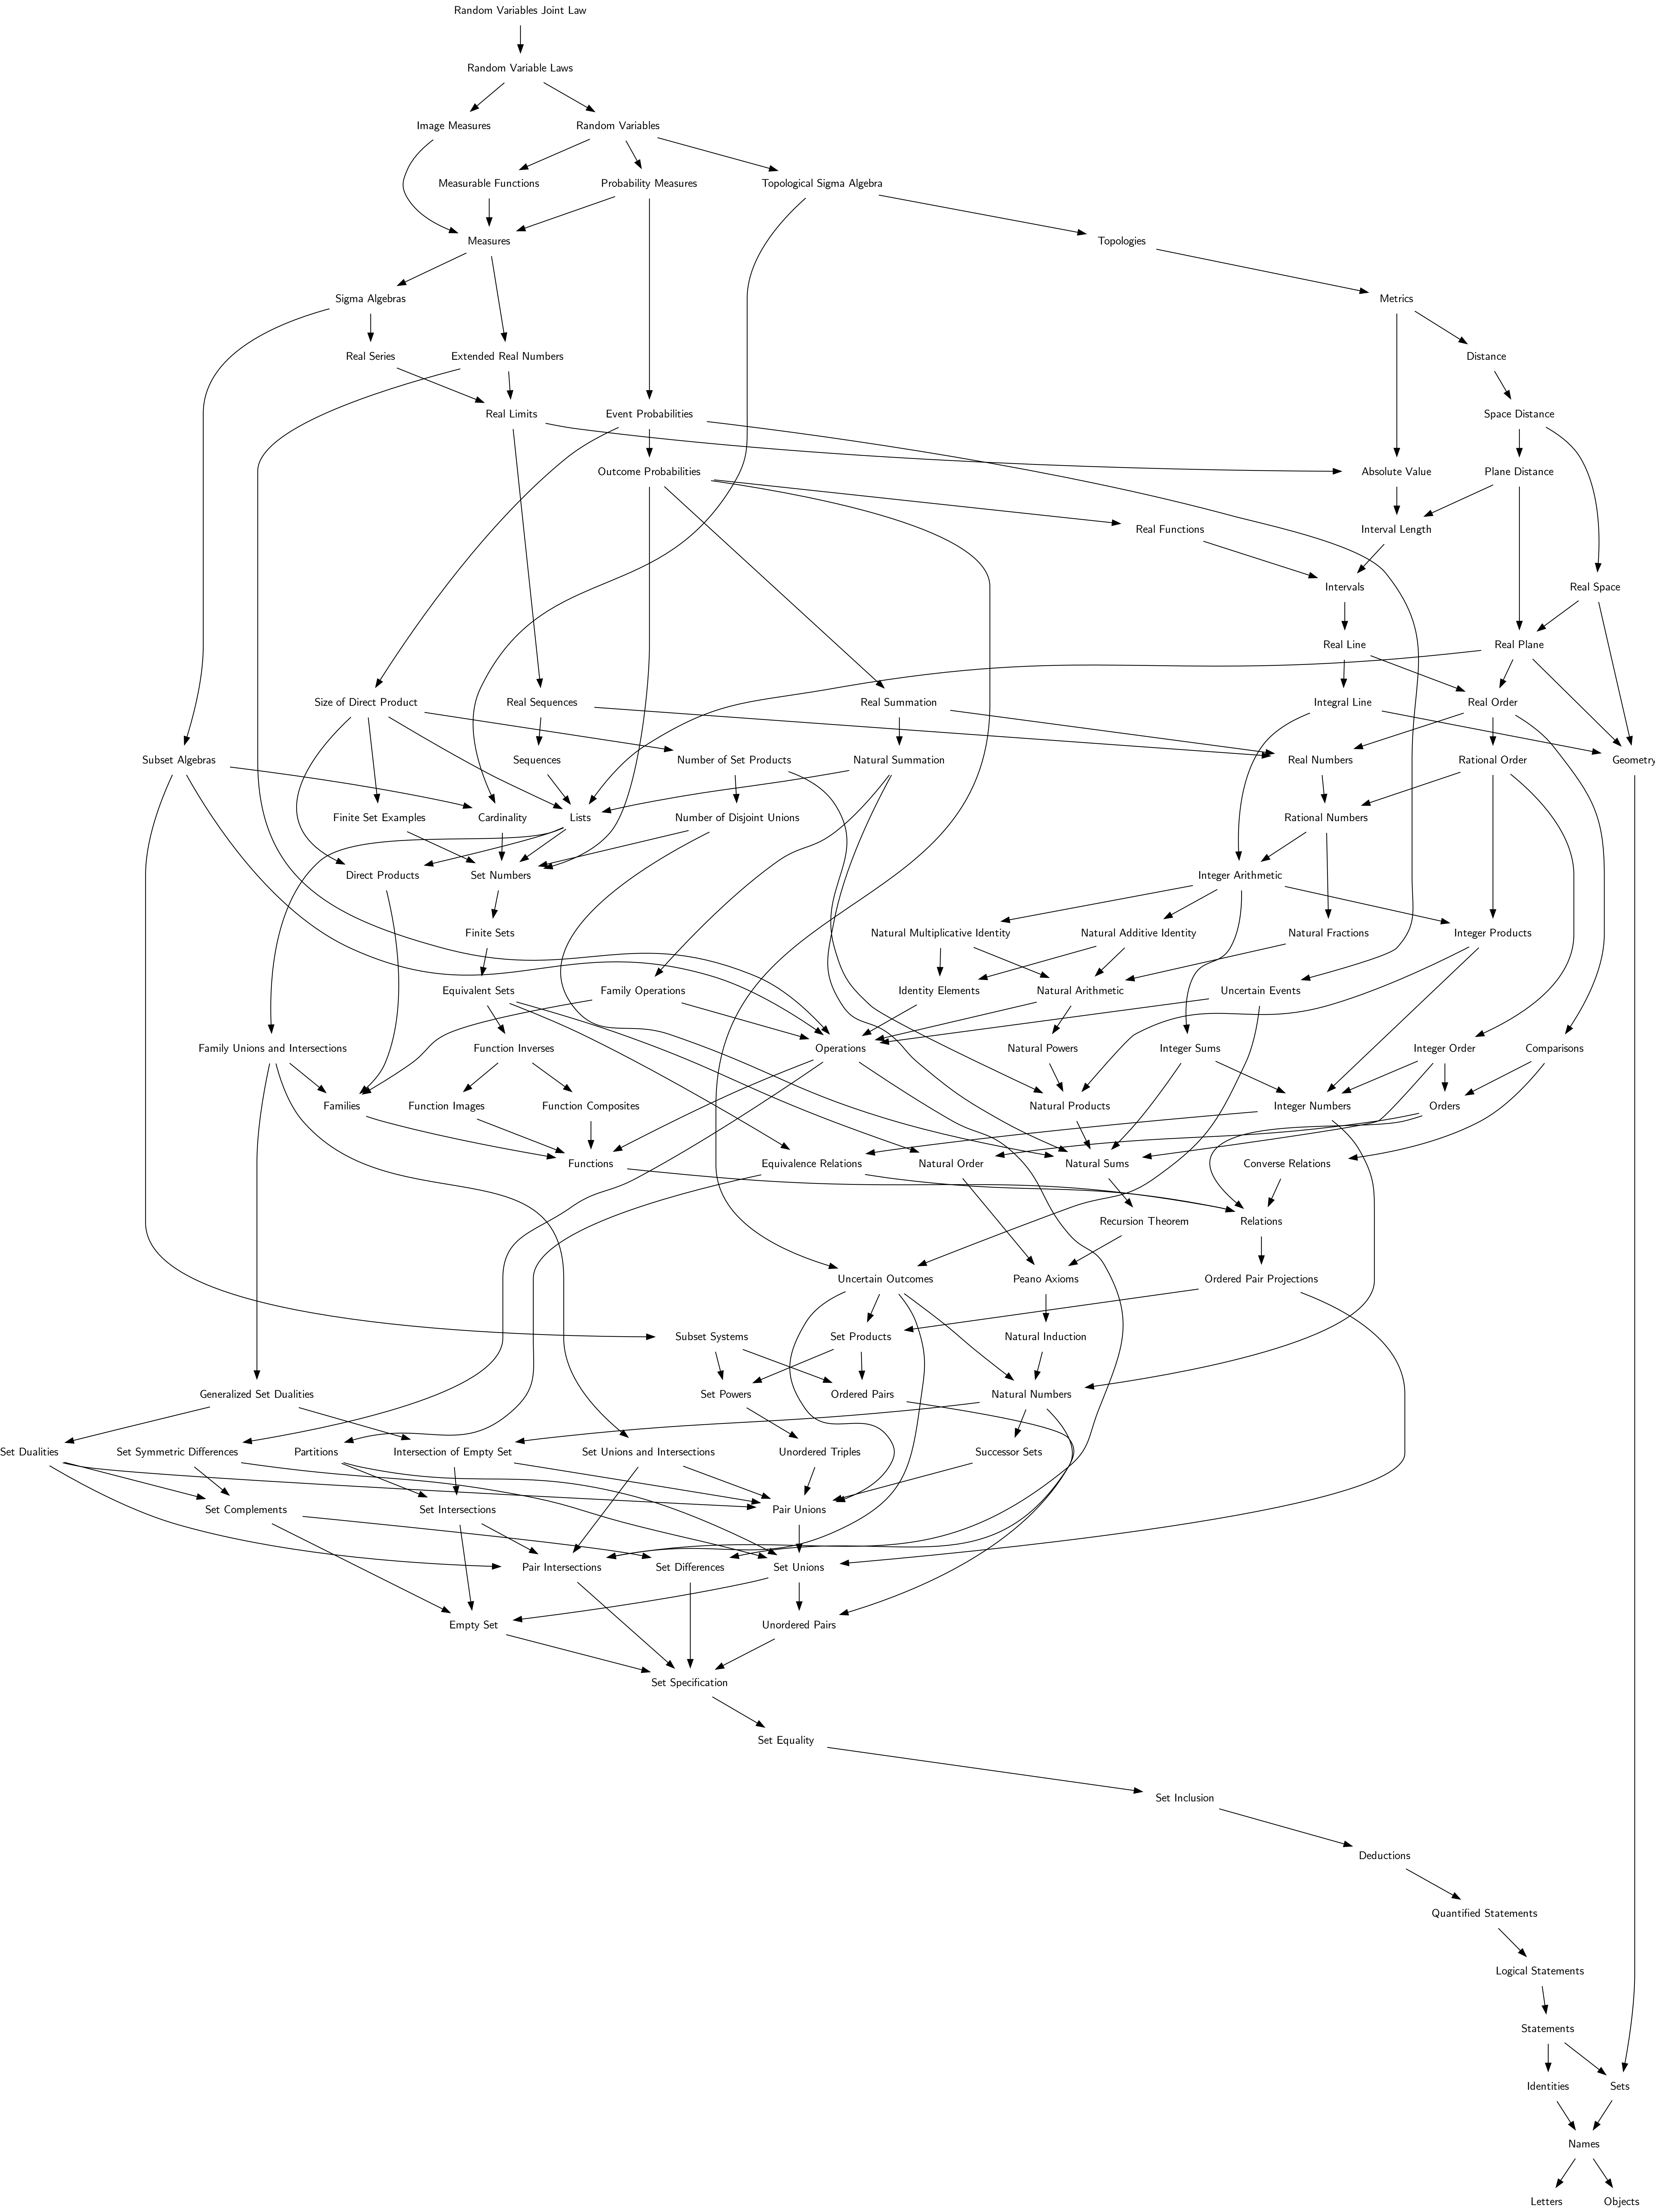 Random Variables Joint Law
Random Variable Laws
Image Measures
Random Variables
Measurable Functions
Probability Measures
Topological Sigma Algebra
Measures
Topologies
Sigma Algebras
Metrics
Real Series
Extended Real Numbers
Distance
Real Limits
Event Probabilities
Space Distance
Outcome Probabilities
Absolute Value
Plane Distance
Real Functions
Interval Length
Intervals
Real Space
Real Line
Real Plane
Size of Direct Product
Real Sequences
Real Summation
Integral Line
Real Order
Subset Algebras
Sequences
Number of Set Products
Natural Summation
Real Numbers
Rational Order
Geometry
Finite Set Examples
Cardinality
Lists
Number of Disjoint Unions
Rational Numbers
Direct Products
Set Numbers
Integer Arithmetic
Finite Sets
Natural Multiplicative Identity
Natural Additive Identity
Natural Fractions
Integer Products
Equivalent Sets
Family Operations
Identity Elements
Natural Arithmetic
Uncertain Events
Family Unions and Intersections
Function Inverses
Operations
Natural Powers
Integer Sums
Integer Order
Comparisons
Families
Function Images
Function Composites
Natural Products
Integer Numbers
Orders
Functions
Equivalence Relations
Natural Order
Natural Sums
Converse Relations
Recursion Theorem
Relations
Uncertain Outcomes
Peano Axioms
Ordered Pair Projections
Subset Systems
Set Products
Natural Induction
Generalized Set Dualities
Set Powers
Ordered Pairs
Natural Numbers
Set Dualities
Set Symmetric Differences
Partitions
Intersection of Empty Set
Set Unions and Intersections
Unordered Triples
Successor Sets
Set Complements
Set Intersections
Pair Unions
Pair Intersections
Set Differences
Set Unions
Empty Set
Unordered Pairs
Set Specification
Set Equality
Set Inclusion
Deductions
Quantified Statements
Logical Statements
Statements
Identities
Sets
Names
Letters
Objects